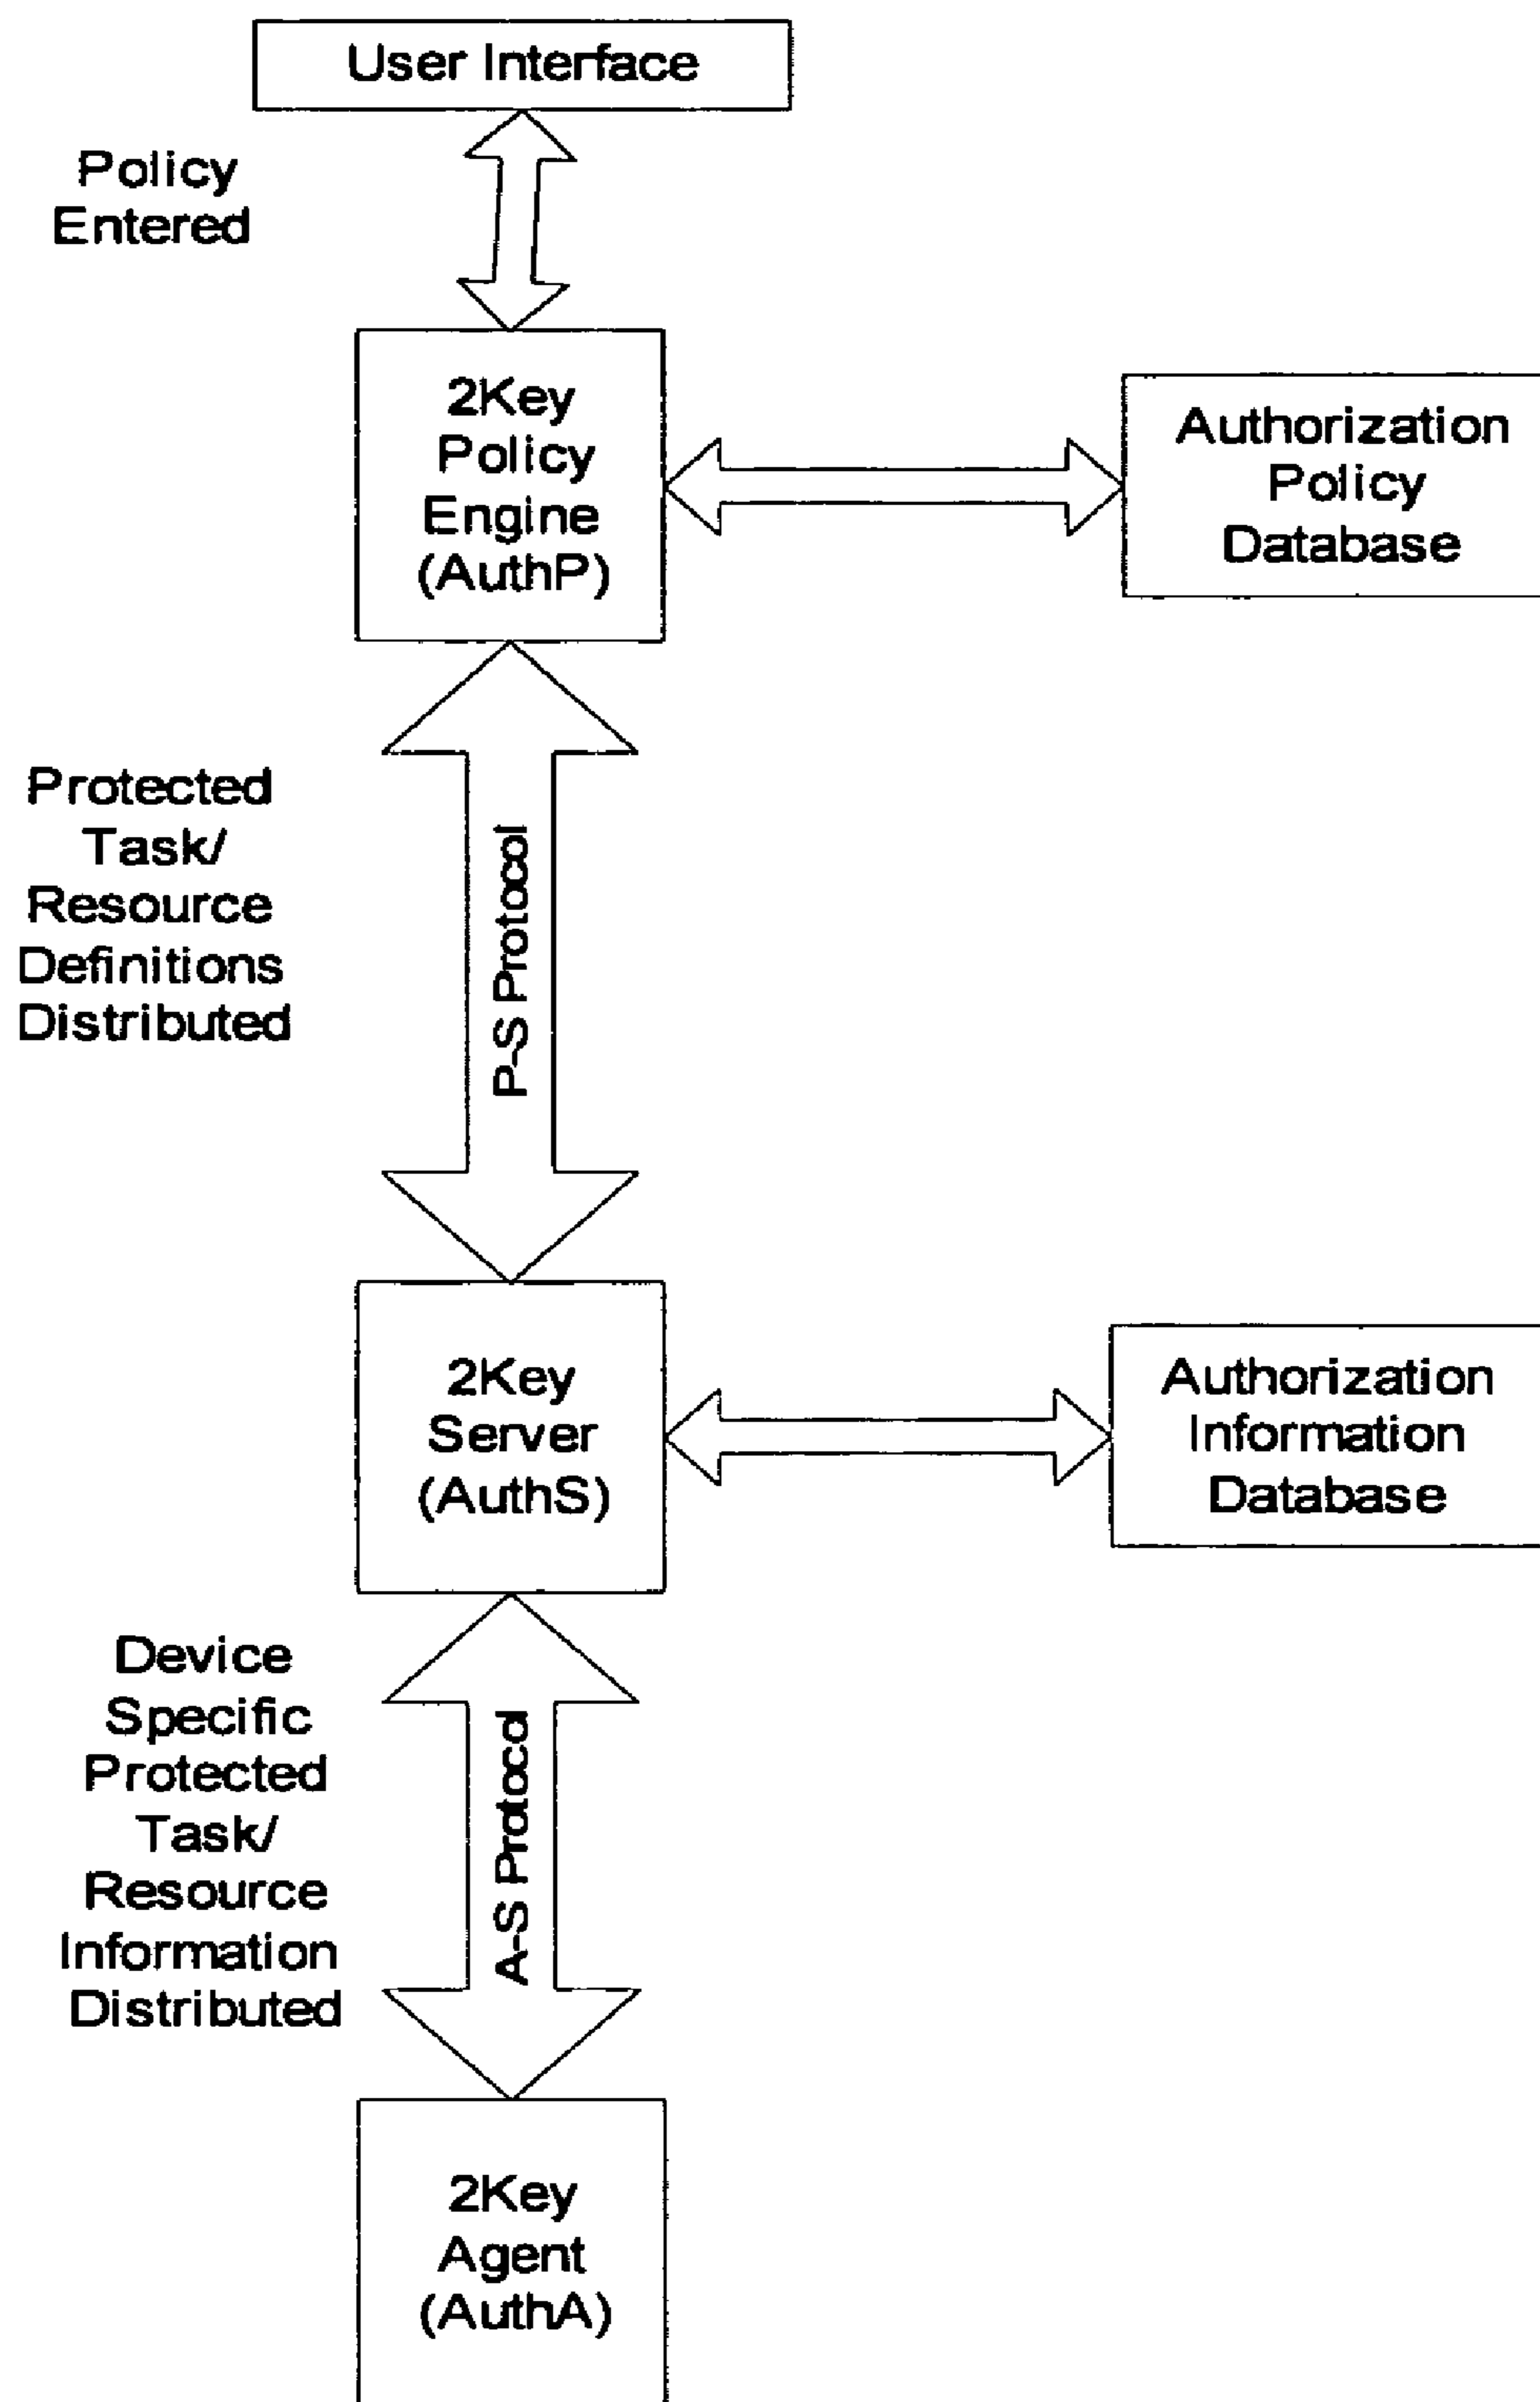 User Interface
Policy
Entered
2Key
Policy
Engine
(AuthP)
Authorization
Policy
Database
Protected
Task/
Resource
Definitions
Distributed
P-S Protocol
2Key
Server
(AuthS)
Authorization
Information
Database
Device
Specific
Protected
Task/
Resource
Information
Distributed
A-S Protocol
2Key
Agent
(AuthA)